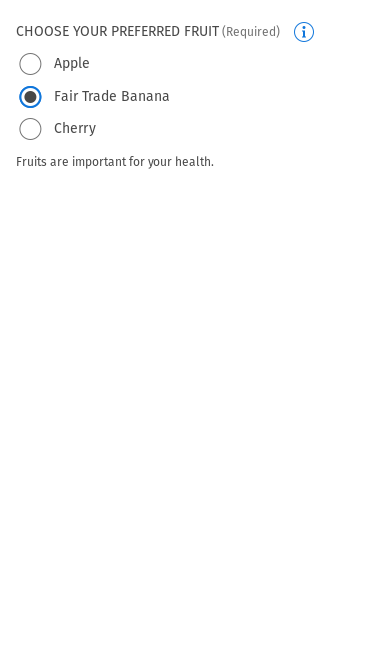 CHOOSE YOUR PREFERRED FRUIT (Required)
Apple
Fair Trade Banana
Cherry
Fruits are important for your health.